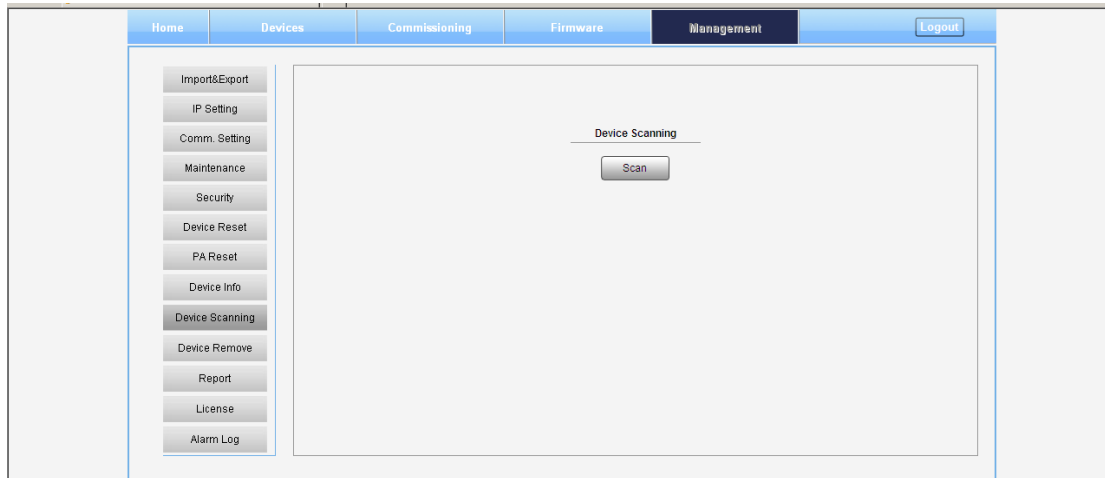 Home Devices Commissioning Firmware Management Logout
Import&Export
IP Setting
Comm. Setting
Maintenance
Security
Device Reset
PA Reset
Device Info
Device Scanning
Device Remove
Report
License
Alarm Log
Device Scanning
Scan